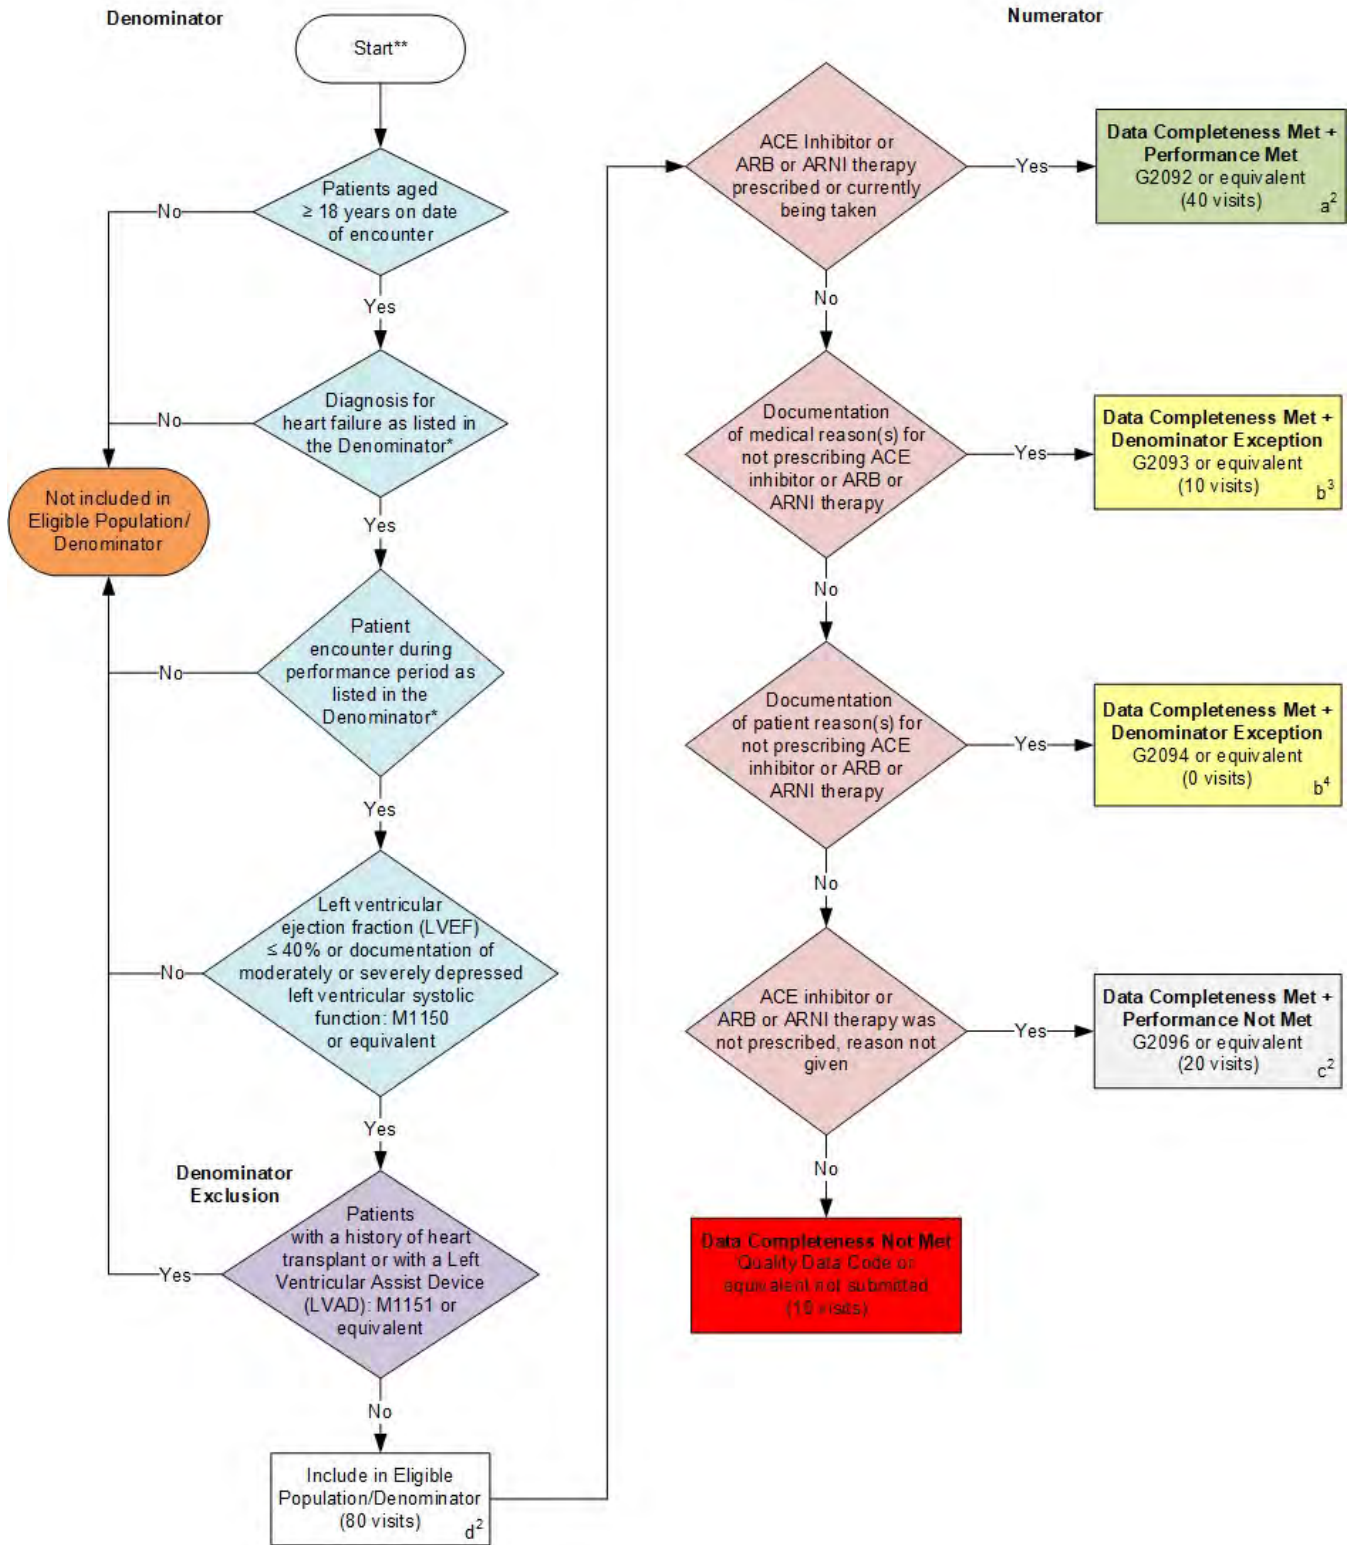 Denominator
Start**
Patients aged
≥ 18 years on date
of encounter
No
Yes
Diagnosis for
heart failure as listed in
the Denominator*
No
Not included in
Eligible Population/
Denominator
Yes
Patient
encounter during
performance period as
listed in the
Denominator*
No
Yes
Left ventricular
ejection fraction (LVEF)
≤ 40% or documentation of
moderately or severely depressed
left ventricular systolic
function: M1150
or equivalent
No
Yes
Denominator
Exclusion
Patients
with a history of heart
transplant or with a Left
Ventricular Assist Device
(LVAD): M1151 or
equivalent
Yes
No
Include in Eligible
Population/Denominator
(80 visits)
d²
Numerator
ACE Inhibitor or
ARB or ARNI therapy
prescribed or currently
being taken
Yes
Data Completeness Met +
Performance Met
G2092 or equivalent
(40 visits)
a²
No
Documentation
of medical reason(s) for
not prescribing ACE
inhibitor or ARB or
ARNI therapy
Yes
Data Completeness Met +
Denominator Exception
G2093 or equivalent
(10 visits)
b³
No
Documentation
of patient reason(s) for
not prescribing ACE
inhibitor or ARB or
ARNI therapy
Yes
Data Completeness Met +
Denominator Exception
G2094 or equivalent
(0 visits)
b⁴
No
ACE inhibitor or
ARB or ARNI therapy was
not prescribed, reason not
given
Yes
Data Completeness Met +
Performance Not Met
G2096 or equivalent
(20 visits)
c²
No
Data Completeness Not Met
Quality Data Code or
equivalent not submitted
(10 visits)